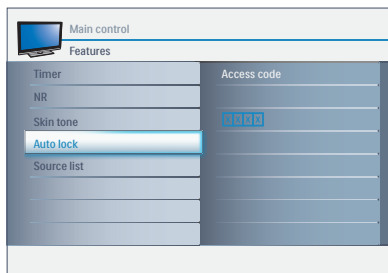 Main control
Features
Timer
Access code
NR
Skin tone
X X X X
Auto lock
Source list